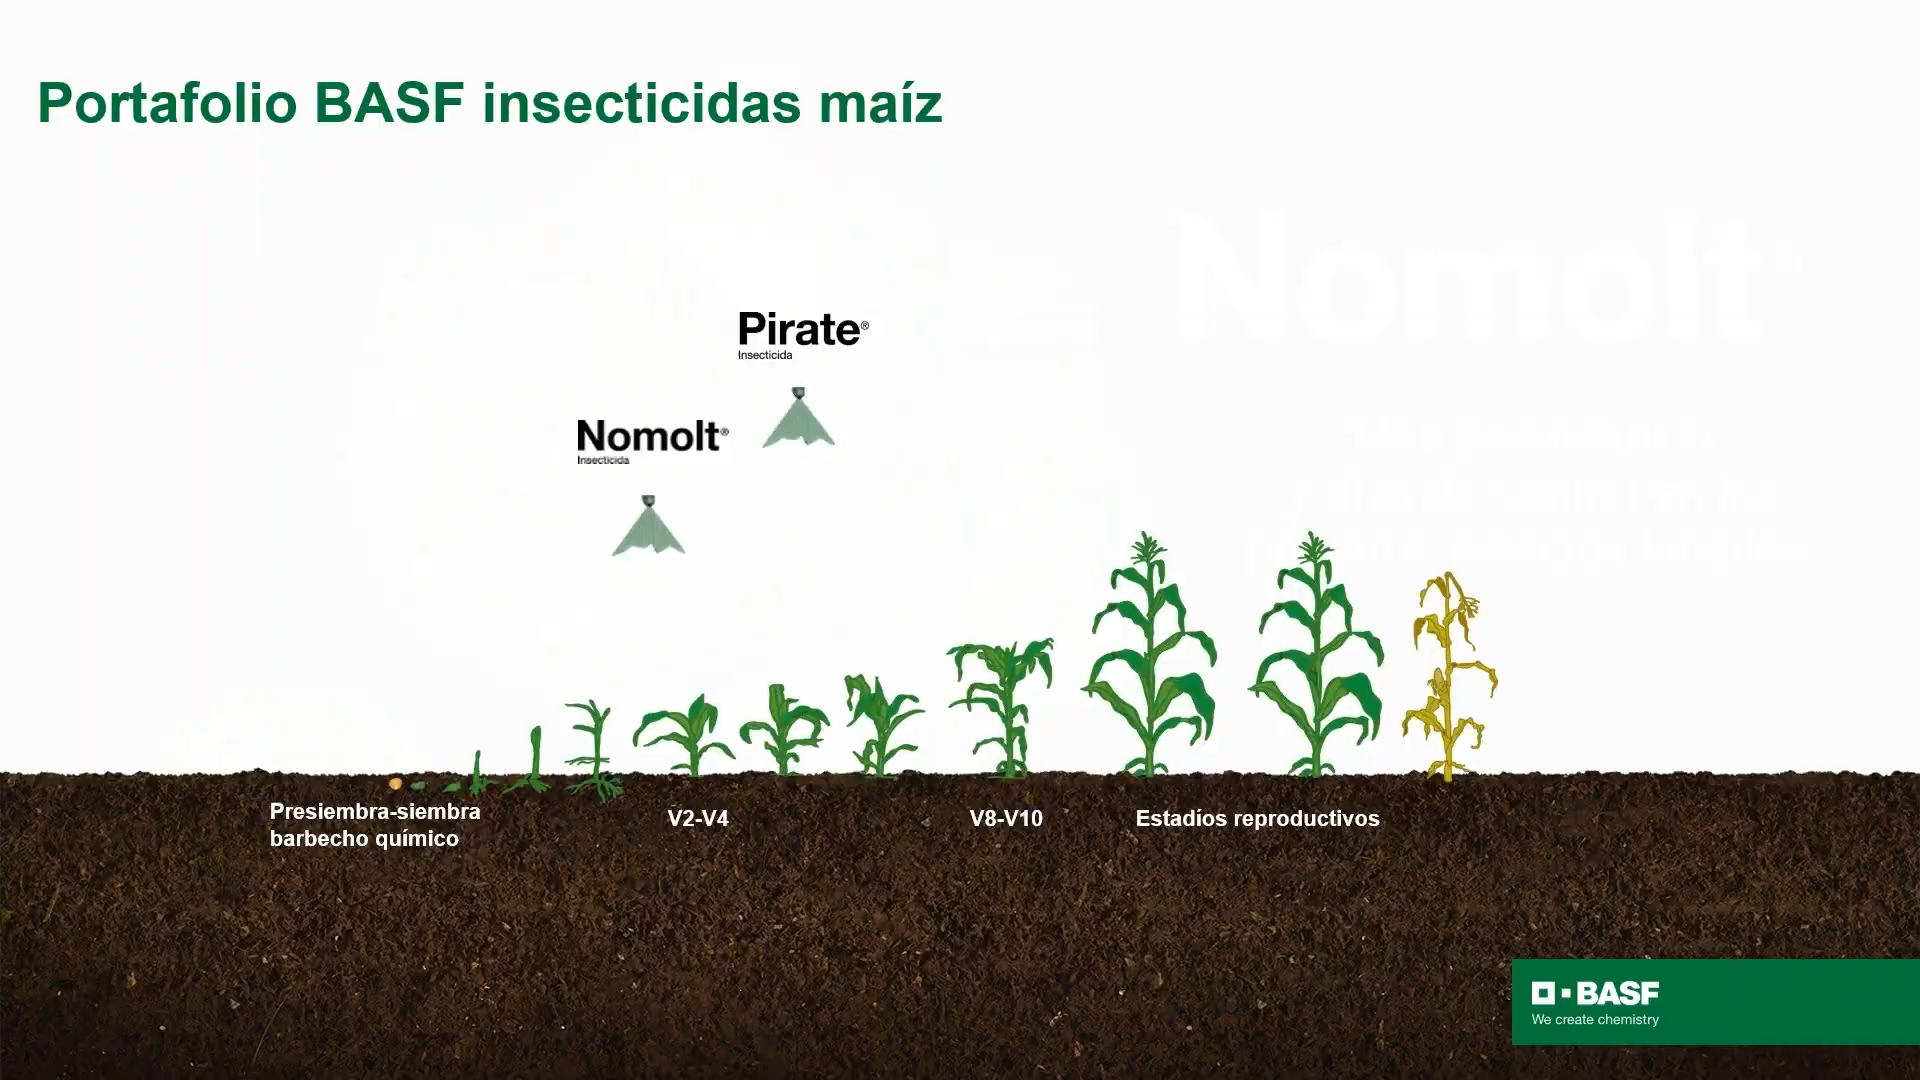 Portafolio BASF insecticidas maíz
Nomolt
Pirate®
Insecticida
Nomolt®
Insecticida
Presiembra-siembra
barbecho químico
V2-V4
V8-V10
Estadíos reproductivos
BASF
We create chemistry